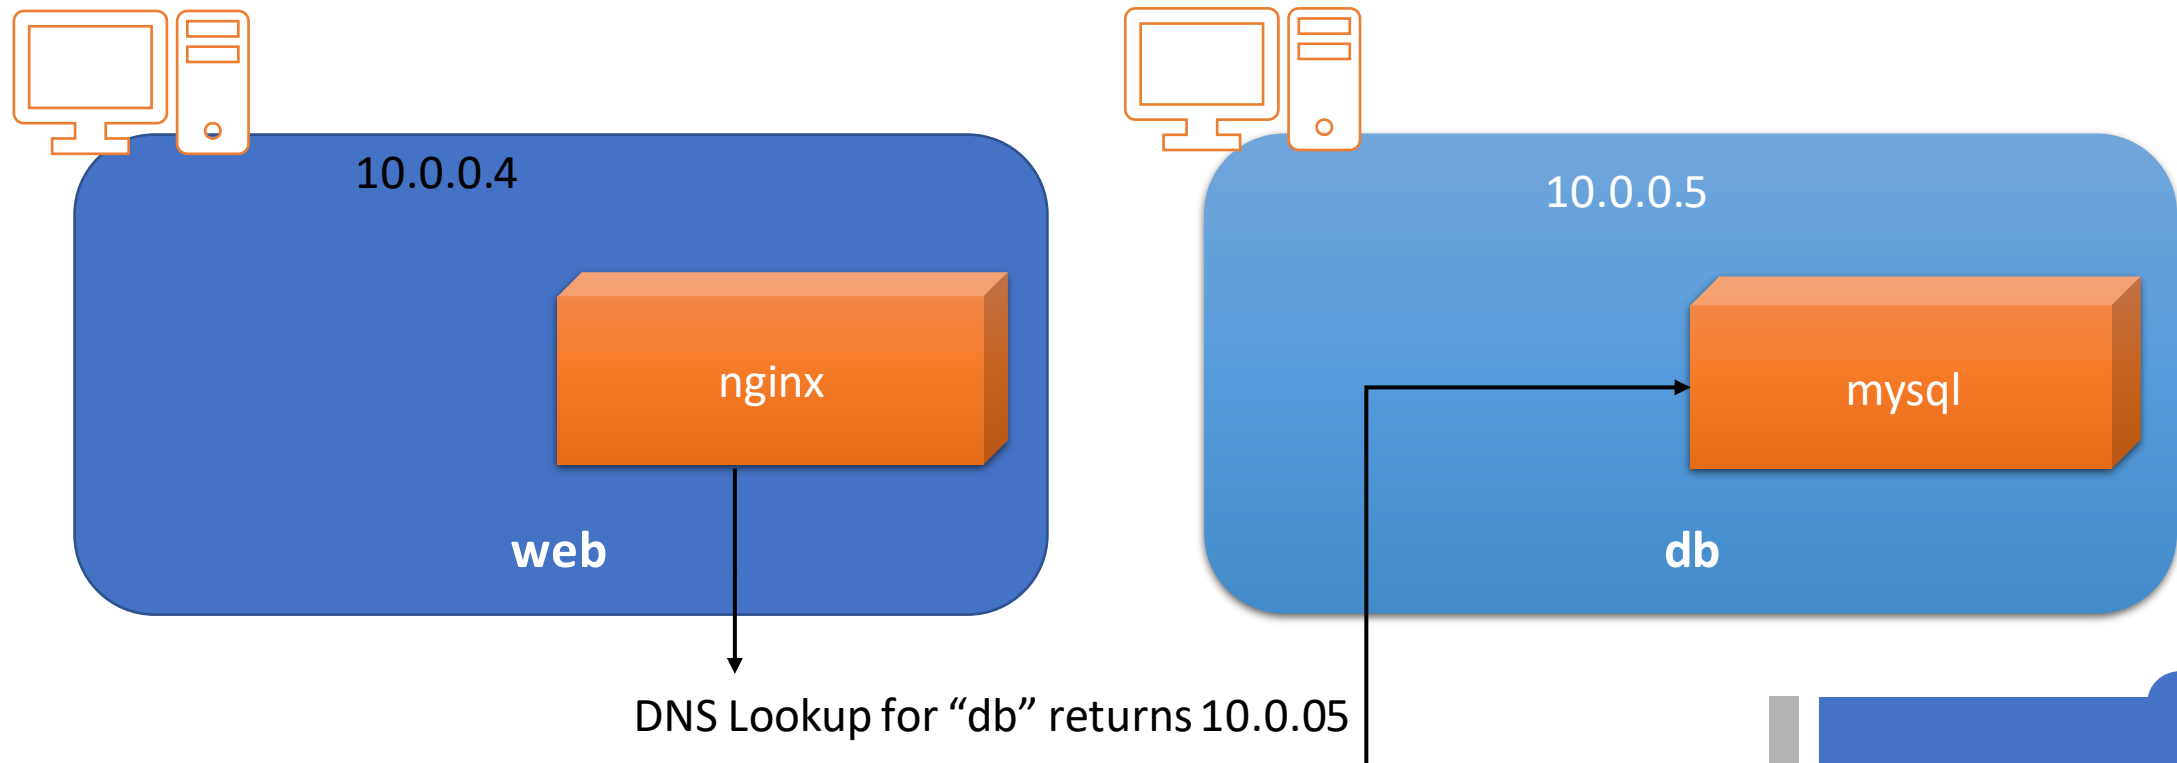 10.0.0.4
10.0.0.5
nginx
mysql
web
db
DNS Lookup for “db” returns 10.0.05